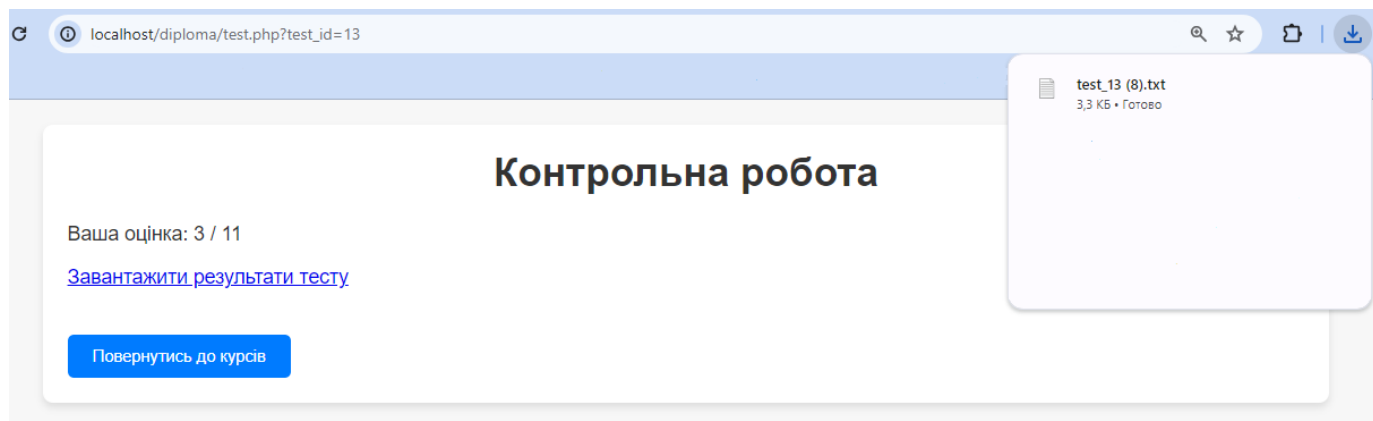 localhost/diploma/test.php?test_id=13
test_13 (8).txt
3,3 КБ • Готово
Контрольна робота
Ваша оцінка: 3 / 11
Завантажити результати тесту
Повернутись до курсів